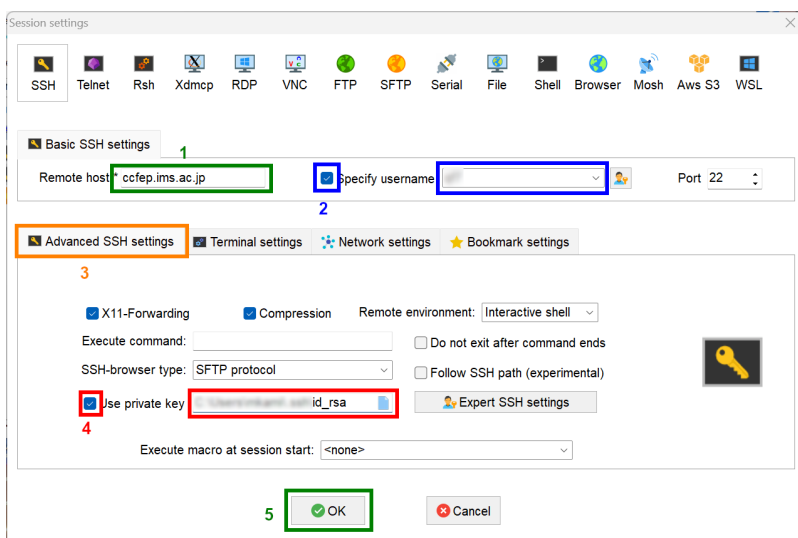 Session settings
SSH Telnet Rsh Xdmcp RDP VNC FTP SFTP Serial File Shell Browser Mosh Aws S3 WSL
Basic SSH settings
1
Remote host * ccfep.ims.ac.jp Specify username Port 22
2
Advanced SSH settings Terminal settings Network settings Bookmark settings
3
X11-Forwarding Compression Remote environment: Interactive shell
Execute command: Do not exit after command ends
SSH-browser type: SFTP protocol Follow SSH path (experimental)
Use private key id_rsa Expert SSH settings
4
Execute macro at session start: <none>
5 OK Cancel